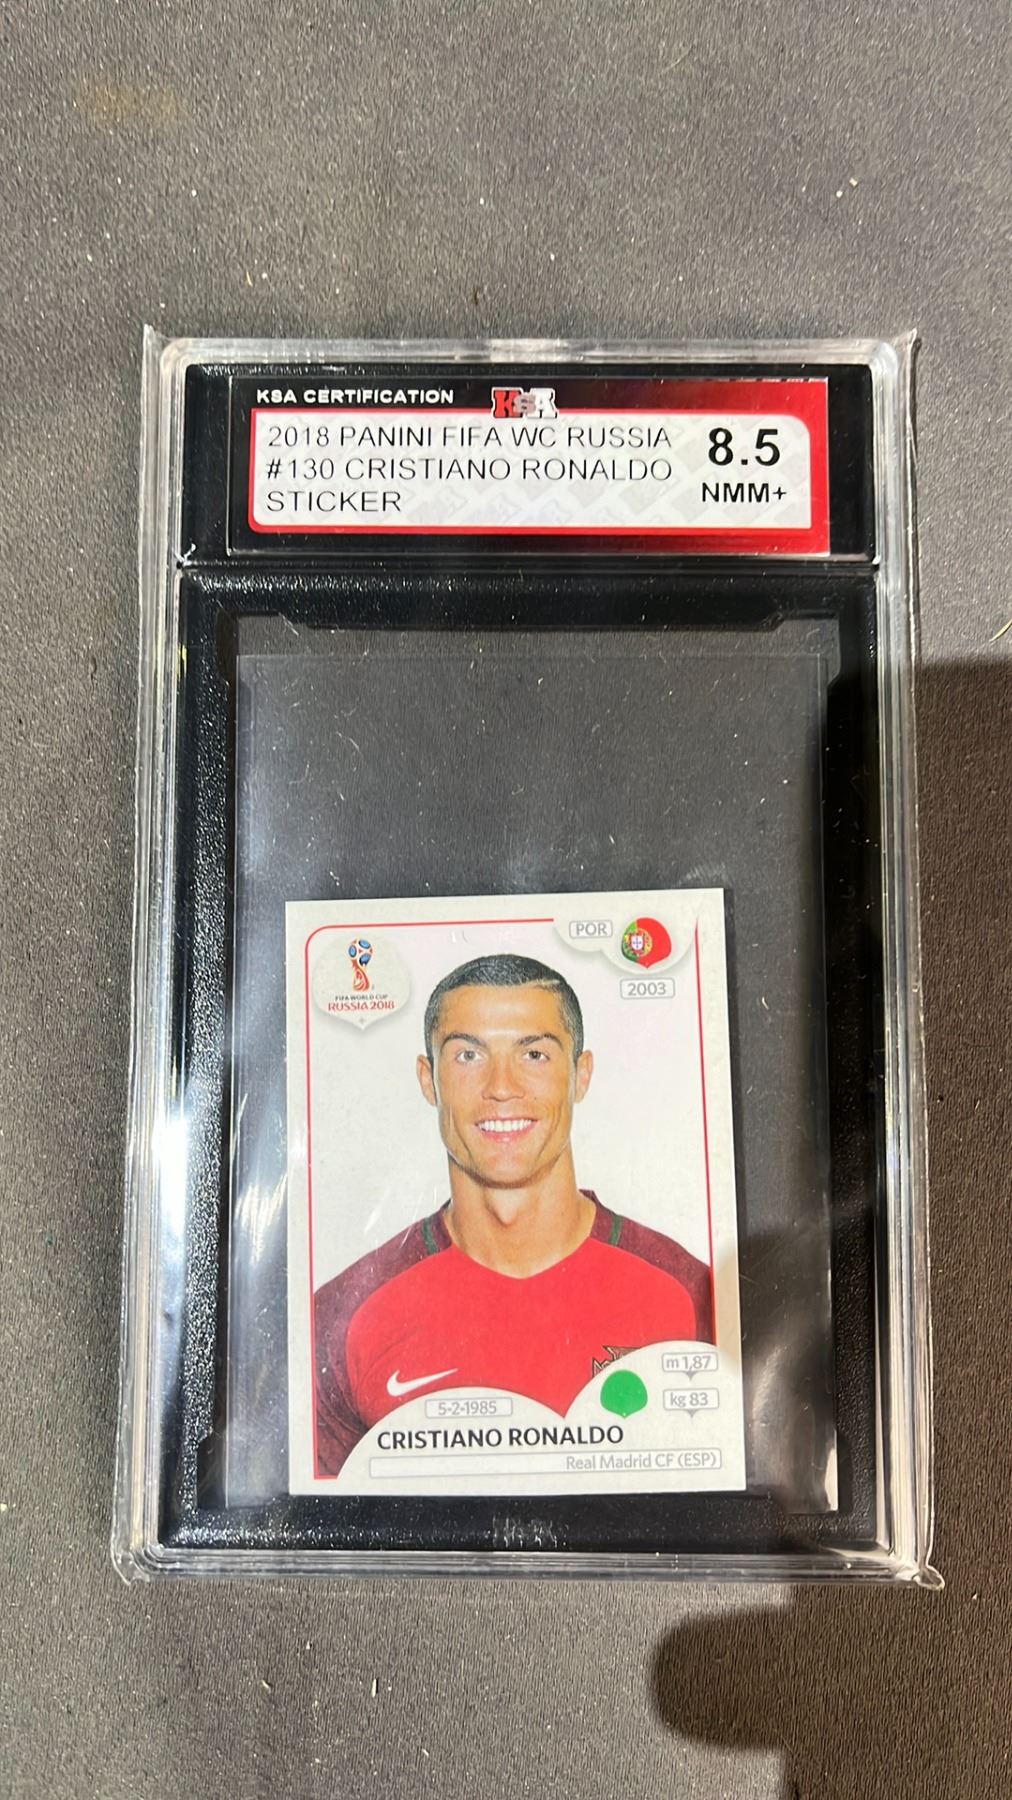 KSA CERTIFICATION
KSA
2018 PANINI FIFA WC RUSSIA
#130 CRISTIANO RONALDO
STICKER
8.5
NMM+
POR
2003
FIFA WORLD CUP
RUSSIA 2018
m 1,87
kg 83
5-2-1985
CRISTIANO RONALDO
Real Madrid CF (ESP)